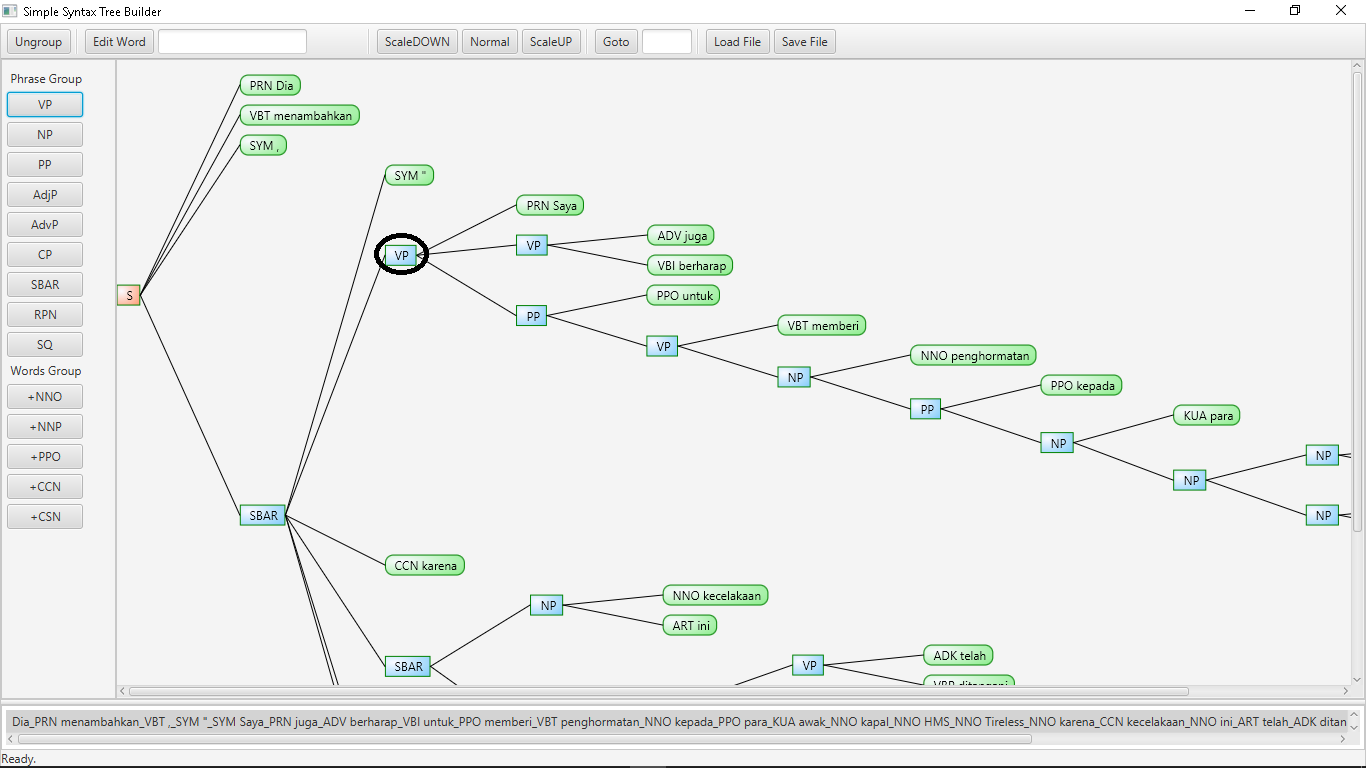 Simple Syntax Tree Builder
Ungroup Edit Word ScaleDOWN Normal ScaleUP Goto Load File Save File
Phrase Group
VP
NP
PP
AdjP
AdvP
CP
SBAR
RPN
SQ
Words Group
+NNO
+NNP
+PPO
+CCN
+CSN
PRN Dia
VBT menambahkan
SYM ,
SYM "
PRN Saya
ADV juga
VP
VP
VBI berharap
S
PPO untuk
PP
VBT memberi
VP
NNO penghormatan
NP
PPO kepada
PP
KUA para
NP
NP
NP
NP
SBAR
CCN karena
NNO kecelakaan
NP
ART ini
ADK telah
VP
SBAR
VBP ditangani
Dia_PRN menambahkan_VBT ,_SYM "_SYM Saya_PRN juga_ADV berharap_VBI untuk_PPO memberi_VBT penghormatan_NNO kepada_PPO para_KUA awak_NNO kapal_NNO HMS_NNO Tireless_NNO karena_CCN kecelakaan_NNO ini_ART telah_ADK ditan
Ready.